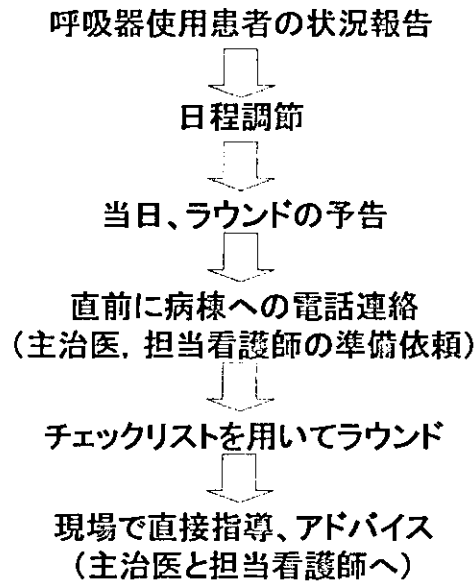 呼吸器使用患者の状況報告
日程調節
当日、ラウンドの予告
直前に病棟への電話連絡
（主治医，担当看護師の準備依頼）
チェックリストを用いてラウンド
現場で直接指導、アドバイス
（主治医と担当看護師へ）